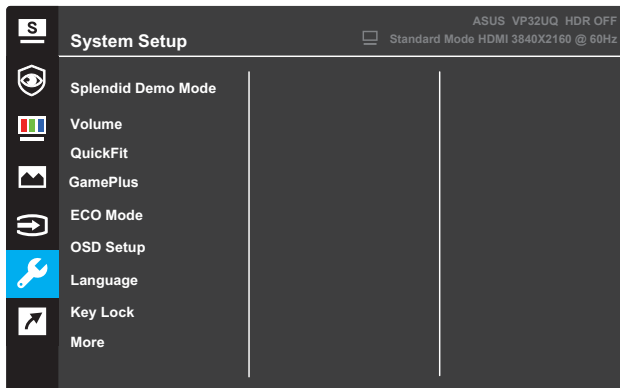 S
ASUS VP32UQ HDR OFF
System Setup
Standard Mode HDMI 3840X2160 @ 60Hz
Splendid Demo Mode
Volume
QuickFit
GamePlus
ECO Mode
OSD Setup
Language
Key Lock
More